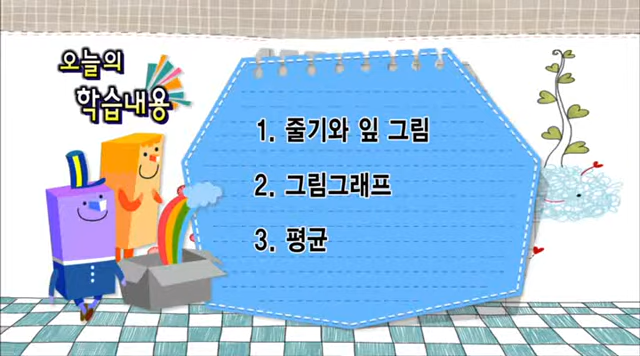 오늘의
학습내용
1. 줄기와 잎 그림
2. 그림그래프
3. 평균